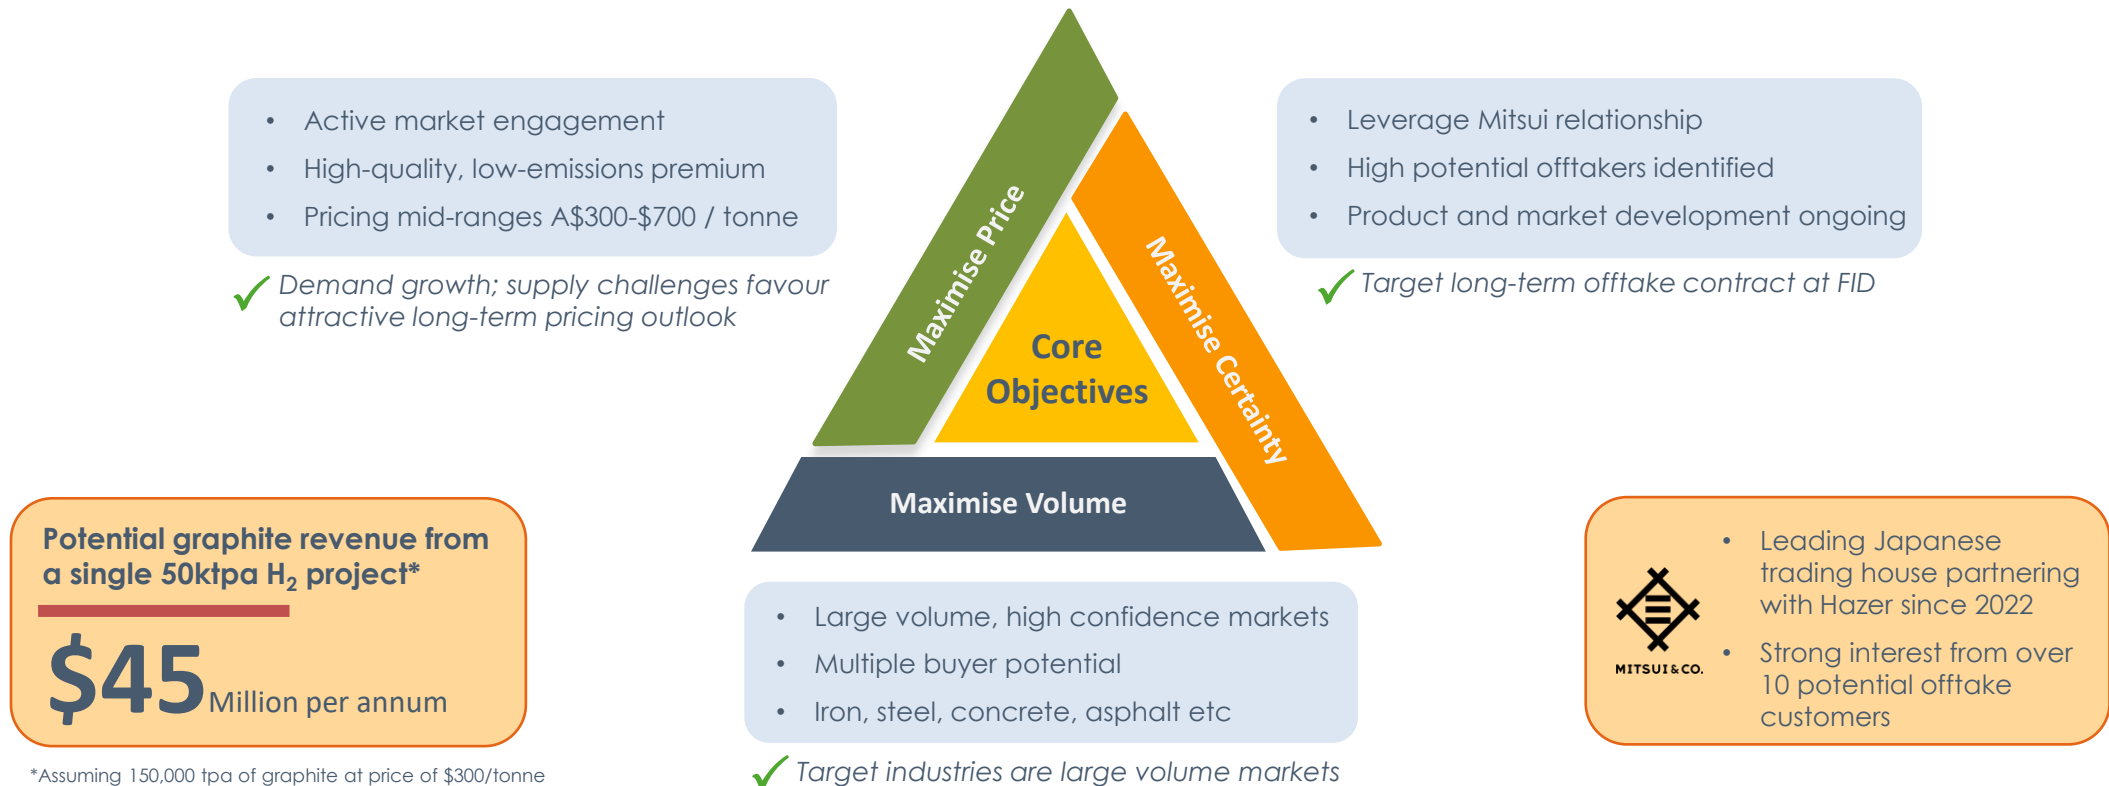 • Active market engagement
• High-quality, low-emissions premium
• Pricing mid-ranges A$300-$700 / tonne
Demand growth; supply challenges favour
attractive long-term pricing outlook
Maximise Price
Maximise Certainty
Core
Objectives
Maximise Volume
• Leverage Mitsui relationship
• High potential offtakers identified
• Product and market development ongoing
Target long-term offtake contract at FID
Potential graphite revenue from
a single 50ktpa H₂ project*
$45 Million per annum
*Assuming 150,000 tpa of graphite at price of $300/tonne
• Large volume, high confidence markets
• Multiple buyer potential
• Iron, steel, concrete, asphalt etc
Target industries are large volume markets
MITSUI & CO.
• Leading Japanese
trading house partnering
with Hazer since 2022
• Strong interest from over
10 potential offtake
customers